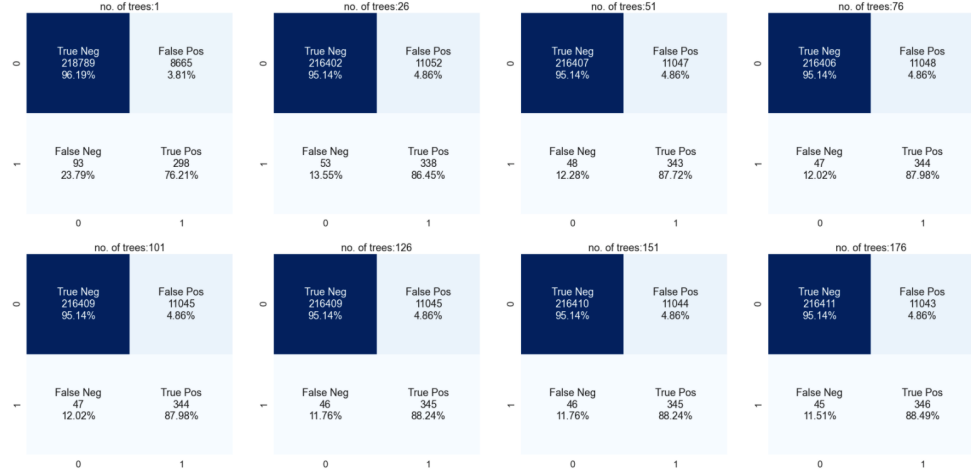 no. of trees:1
True Neg
218789
96.19%
False Pos
8665
3.81%
False Neg
93
23.79%
True Pos
298
76.21%
0
1
0
1
no. of trees:26
True Neg
216402
95.14%
False Pos
11052
4.86%
False Neg
53
13.55%
True Pos
338
86.45%
0
1
0
1
no. of trees:51
True Neg
216407
95.14%
False Pos
11047
4.86%
False Neg
48
12.28%
True Pos
343
87.72%
0
1
0
1
no. of trees:76
True Neg
216406
95.14%
False Pos
11048
4.86%
False Neg
47
12.02%
True Pos
344
87.98%
0
1
0
1
no. of trees:101
True Neg
216409
95.14%
False Pos
11045
4.86%
False Neg
47
12.02%
True Pos
344
87.98%
0
1
0
1
no. of trees:126
True Neg
216409
95.14%
False Pos
11045
4.86%
False Neg
46
11.76%
True Pos
345
88.24%
0
1
0
1
no. of trees:151
True Neg
216410
95.14%
False Pos
11044
4.86%
False Neg
46
11.76%
True Pos
345
88.24%
0
1
0
1
no. of trees:176
True Neg
216411
95.14%
False Pos
11043
4.86%
False Neg
45
11.51%
True Pos
346
88.49%
0
1
0
1